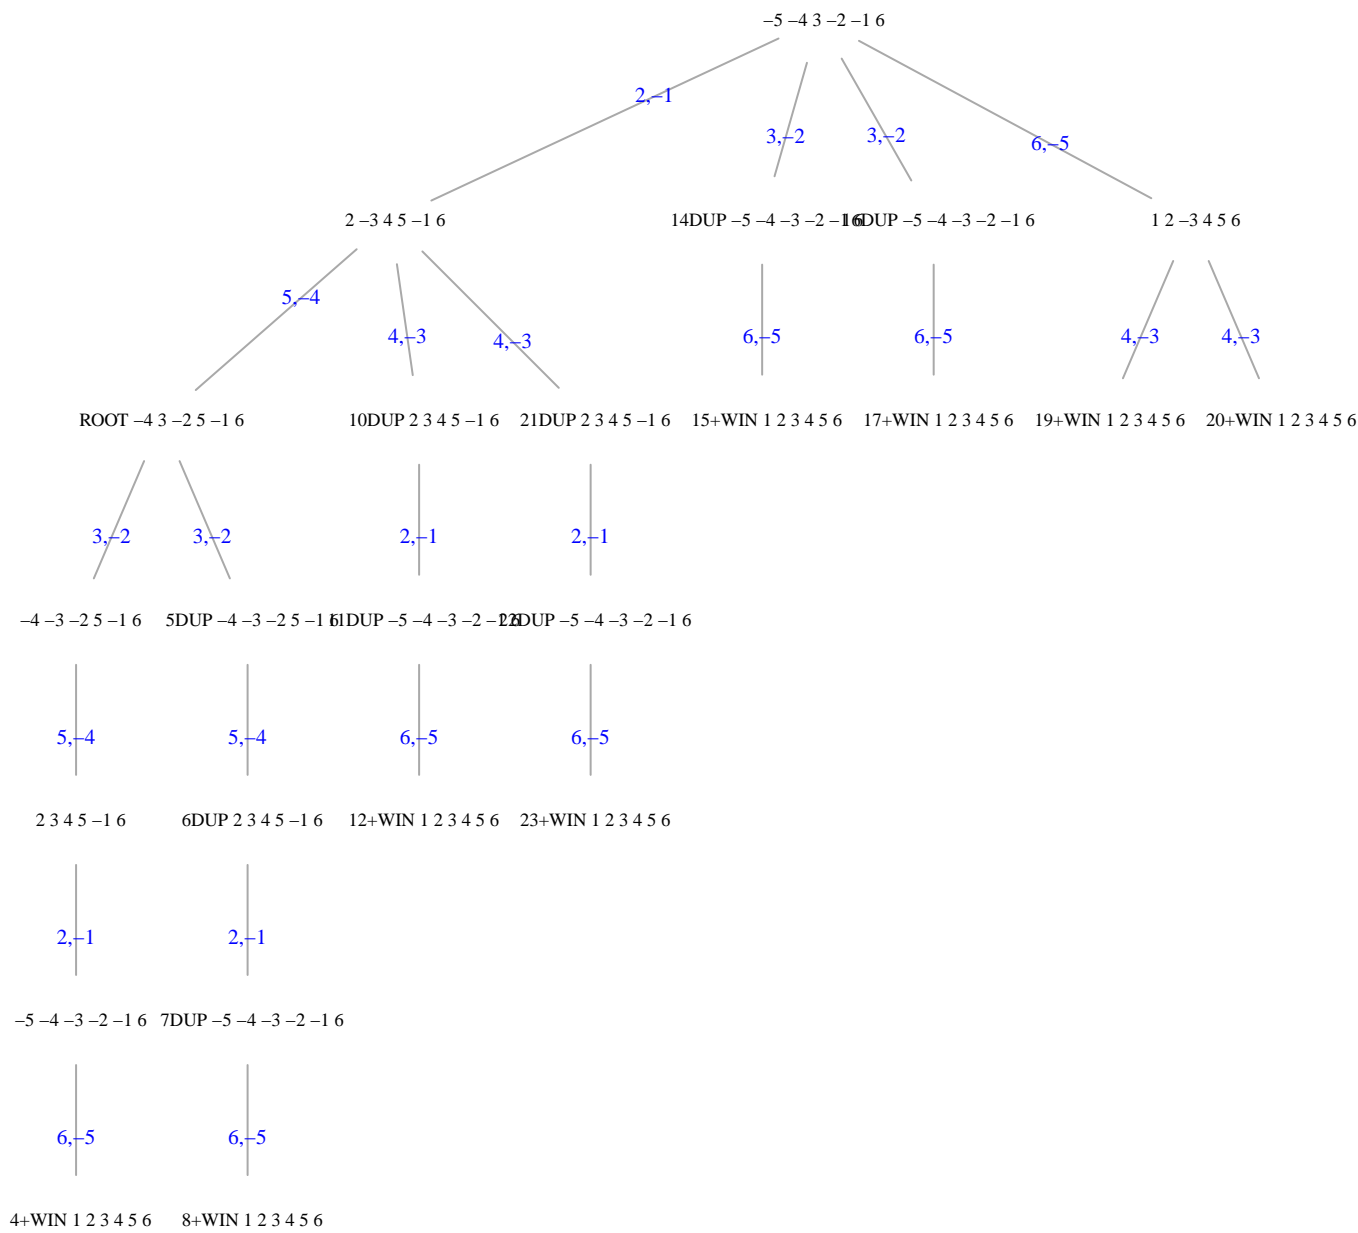 −5 −4 3 −2 −1 6
2,−1
3,−2
3,−2
6,−5
2 −3 4 5 −1 6
14DUP −5 −4 −3 −2 −1 6
16DUP −5 −4 −3 −2 −1 6
1 2 −3 4 5 6
5,−4
4,−3
4,−3
6,−5
6,−5
4,−3
4,−3
ROOT −4 3 −2 5 −1 6
10DUP 2 3 4 5 −1 6
21DUP 2 3 4 5 −1 6
15+WIN 1 2 3 4 5 6
17+WIN 1 2 3 4 5 6
19+WIN 1 2 3 4 5 6
20+WIN 1 2 3 4 5 6
3,−2
3,−2
2,−1
2,−1
−4 −3 −2 5 −1 6
5DUP −4 −3 −2 5 −1 6
11DUP −5 −4 −3 −2 −1 6
22DUP −5 −4 −3 −2 −1 6
5,−4
5,−4
6,−5
6,−5
2 3 4 5 −1 6
6DUP 2 3 4 5 −1 6
12+WIN 1 2 3 4 5 6
23+WIN 1 2 3 4 5 6
2,−1
2,−1
−5 −4 −3 −2 −1 6
7DUP −5 −4 −3 −2 −1 6
6,−5
6,−5
4+WIN 1 2 3 4 5 6
8+WIN 1 2 3 4 5 6